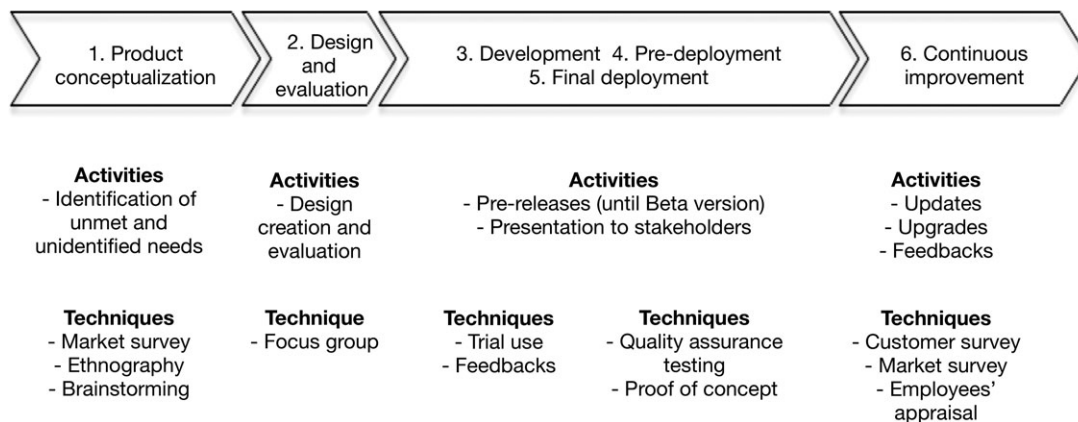 1. Product
conceptualization
2. Design
and
evaluation
3. Development 4. Pre-deployment
5. Final deployment
6. Continuous
improvement
Activities
- Identification of
unmet and
unidentified needs
Activities
- Design
creation and
evaluation
Activities
- Pre-releases (until Beta version)
- Presentation to stakeholders
Activities
- Updates
- Upgrades
- Feedbacks
Techniques
- Market survey
- Ethnography
- Brainstorming
Technique
- Focus group
Techniques
- Trial use
- Feedbacks
Techniques
- Quality assurance
testing
- Proof of concept
Techniques
- Customer survey
- Market survey
- Employees'
appraisal